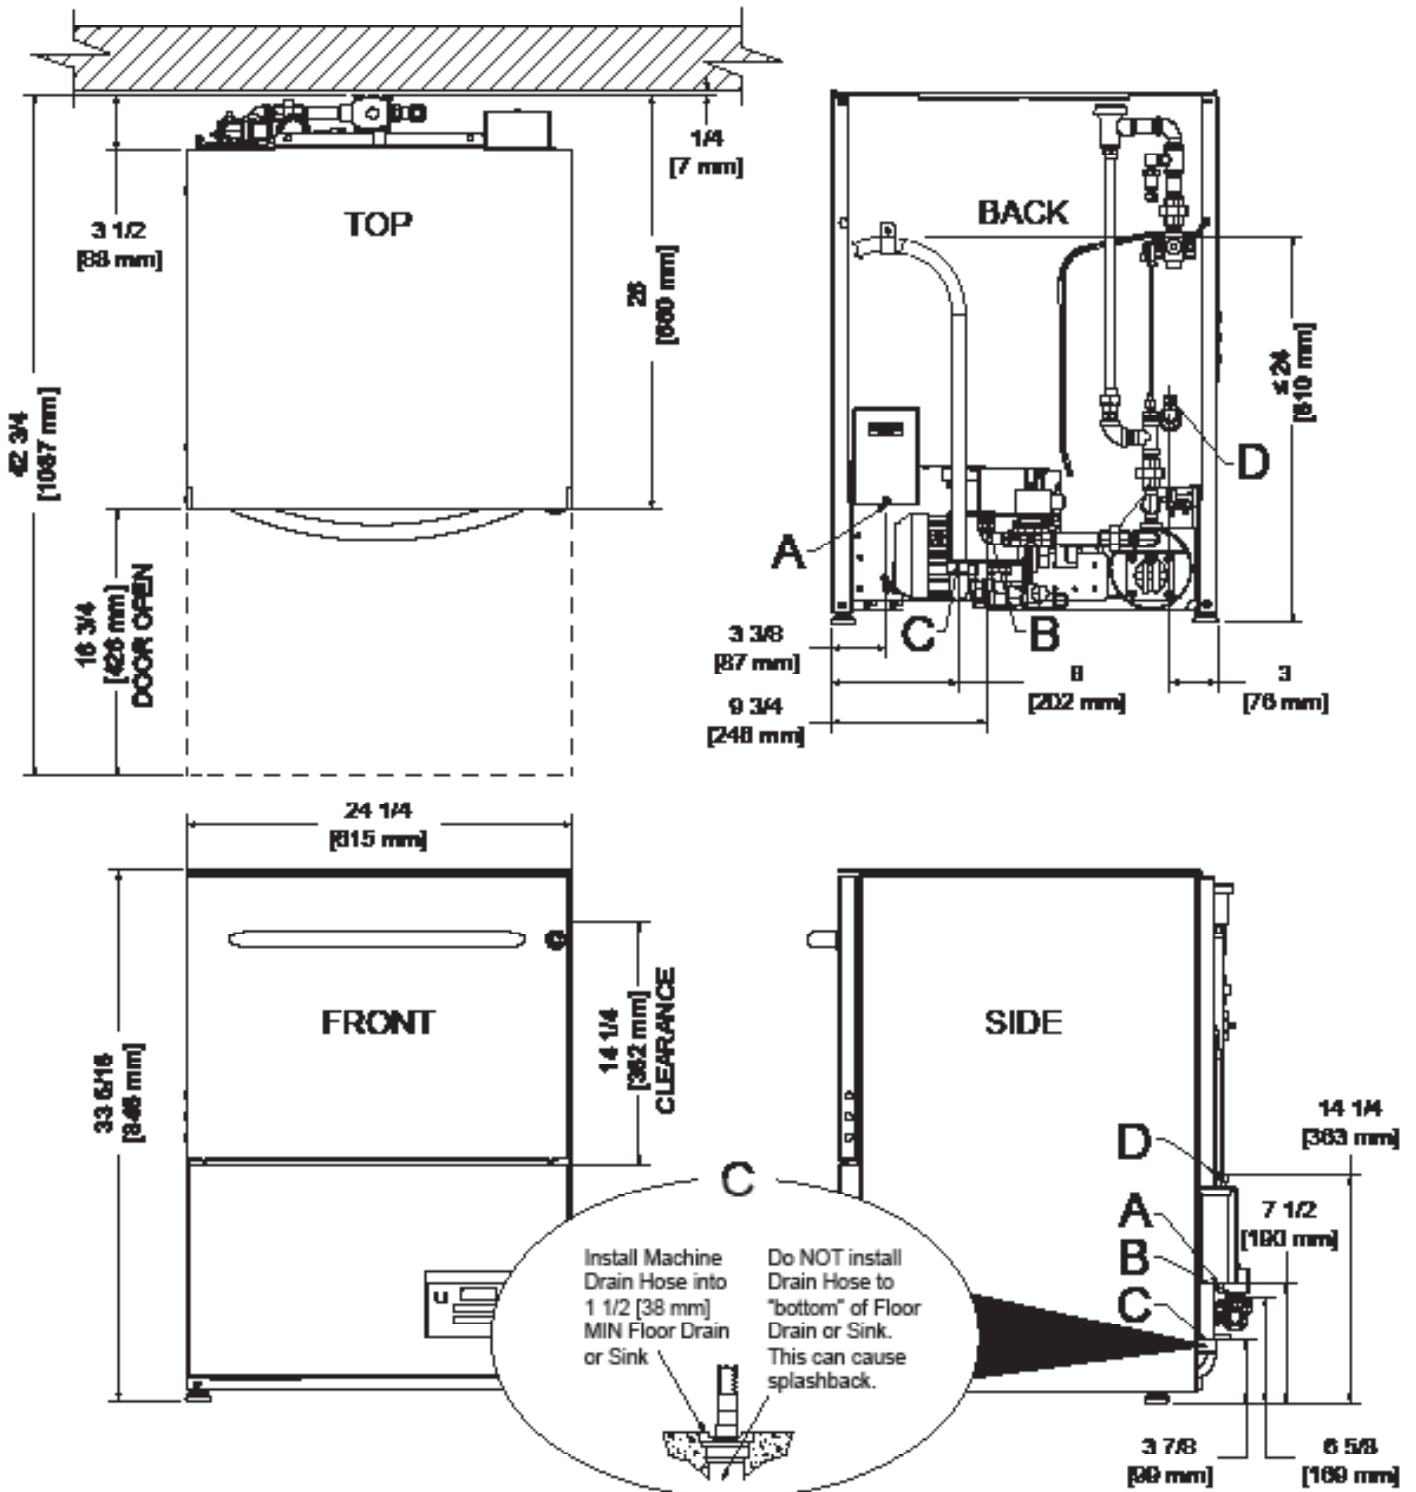 1/4
[7 mm]
3 1/2
[88 mm]
TOP
26
[660 mm]
42 3/4
[1087 mm]
16 3/4
[426 mm]
DOOR OPEN
BACK
≤ 24
[610 mm]
D
A
C
B
3 3/8
[87 mm]
8
[202 mm]
3
[76 mm]
9 3/4
[248 mm]
24 1/4
[615 mm]
FRONT
33 5/16
[846 mm]
14 1/4
[362 mm]
CLEARANCE
U
C
Install Machine
Drain Hose into
1 1/2 [38 mm]
MIN Floor Drain
or Sink
Do NOT install
Drain Hose to
"bottom" of Floor
Drain or Sink.
This can cause
splashback.
SIDE
D
A
B
C
14 1/4
[363 mm]
7 1/2
[190 mm]
3 7/8
[99 mm]
6 5/8
[169 mm]